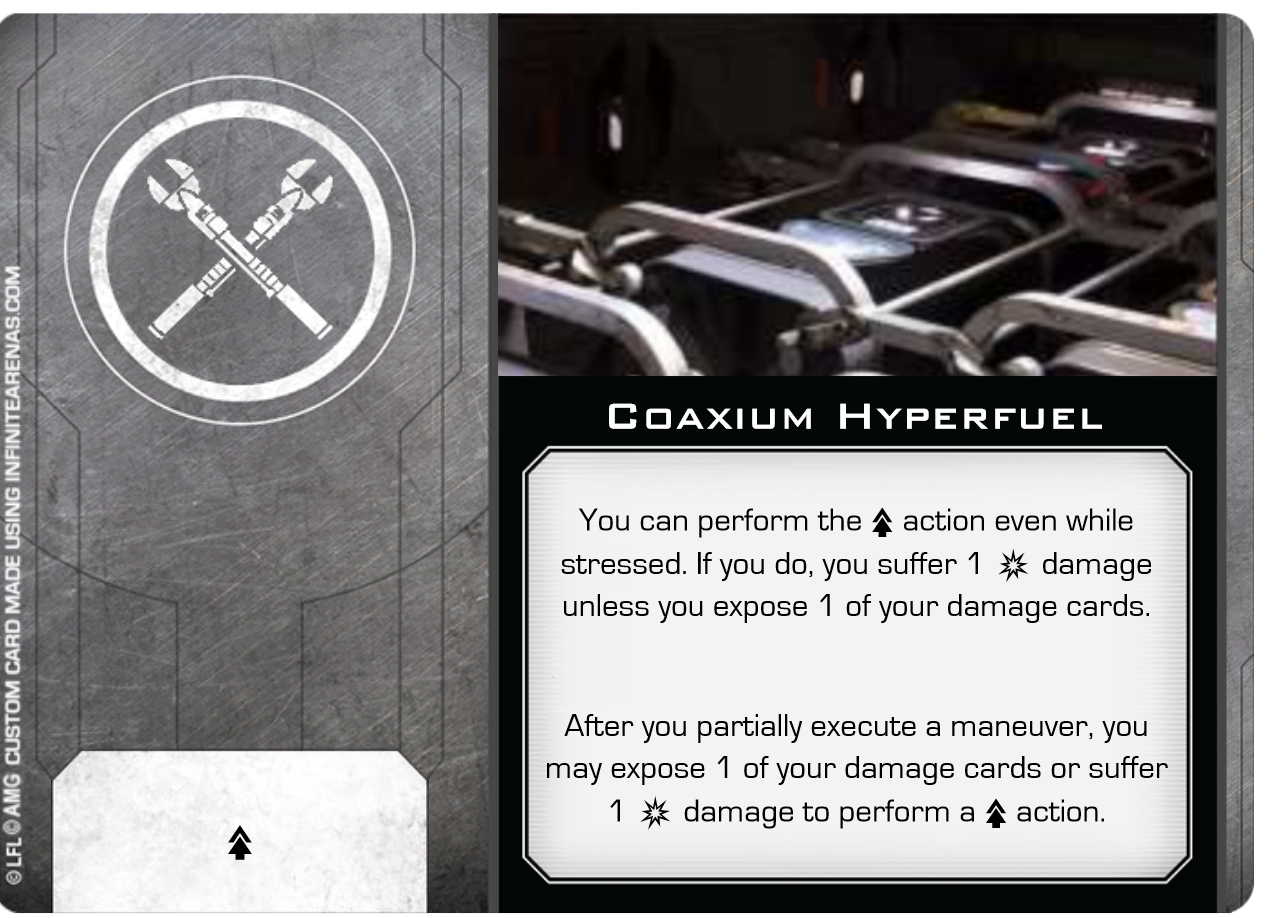 COAXIUM HYPERFUEL
You can perform the action even while
stressed. If you do, you suffer 1 damage
unless you expose 1 of your damage cards.
After you partially execute a maneuver, you
may expose 1 of your damage cards or suffer
1 damage to perform a action.
©LFL ©AMG CUSTOM CARD MADE USING INFINITEARENAS.COM